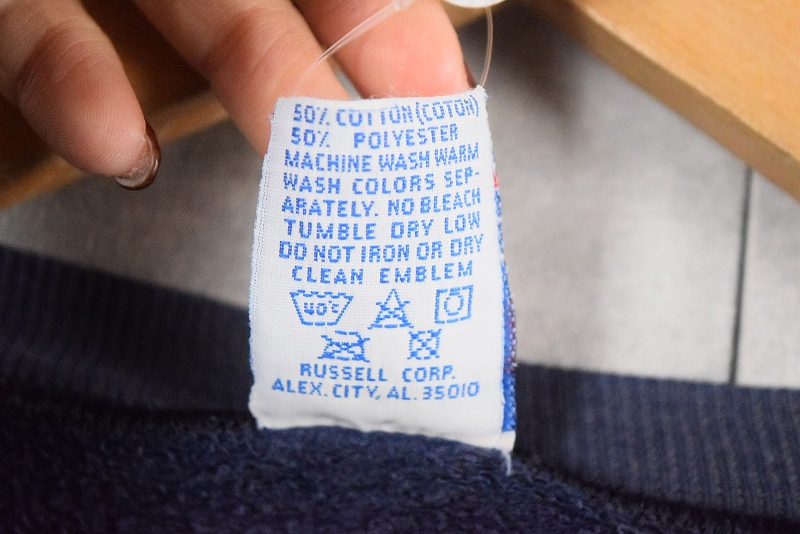 50% COTTON (COTON)
50% POLYESTER
MACHINE WASH WARM
WASH COLORS SEP-
ARATELY. NO BLEACH
TUMBLE DRY LOW
DO NOT IRON OR DRY
CLEAN EMBLEM
40°C
RUSSELL CORP.
ALEX. CITY, AL. 35010